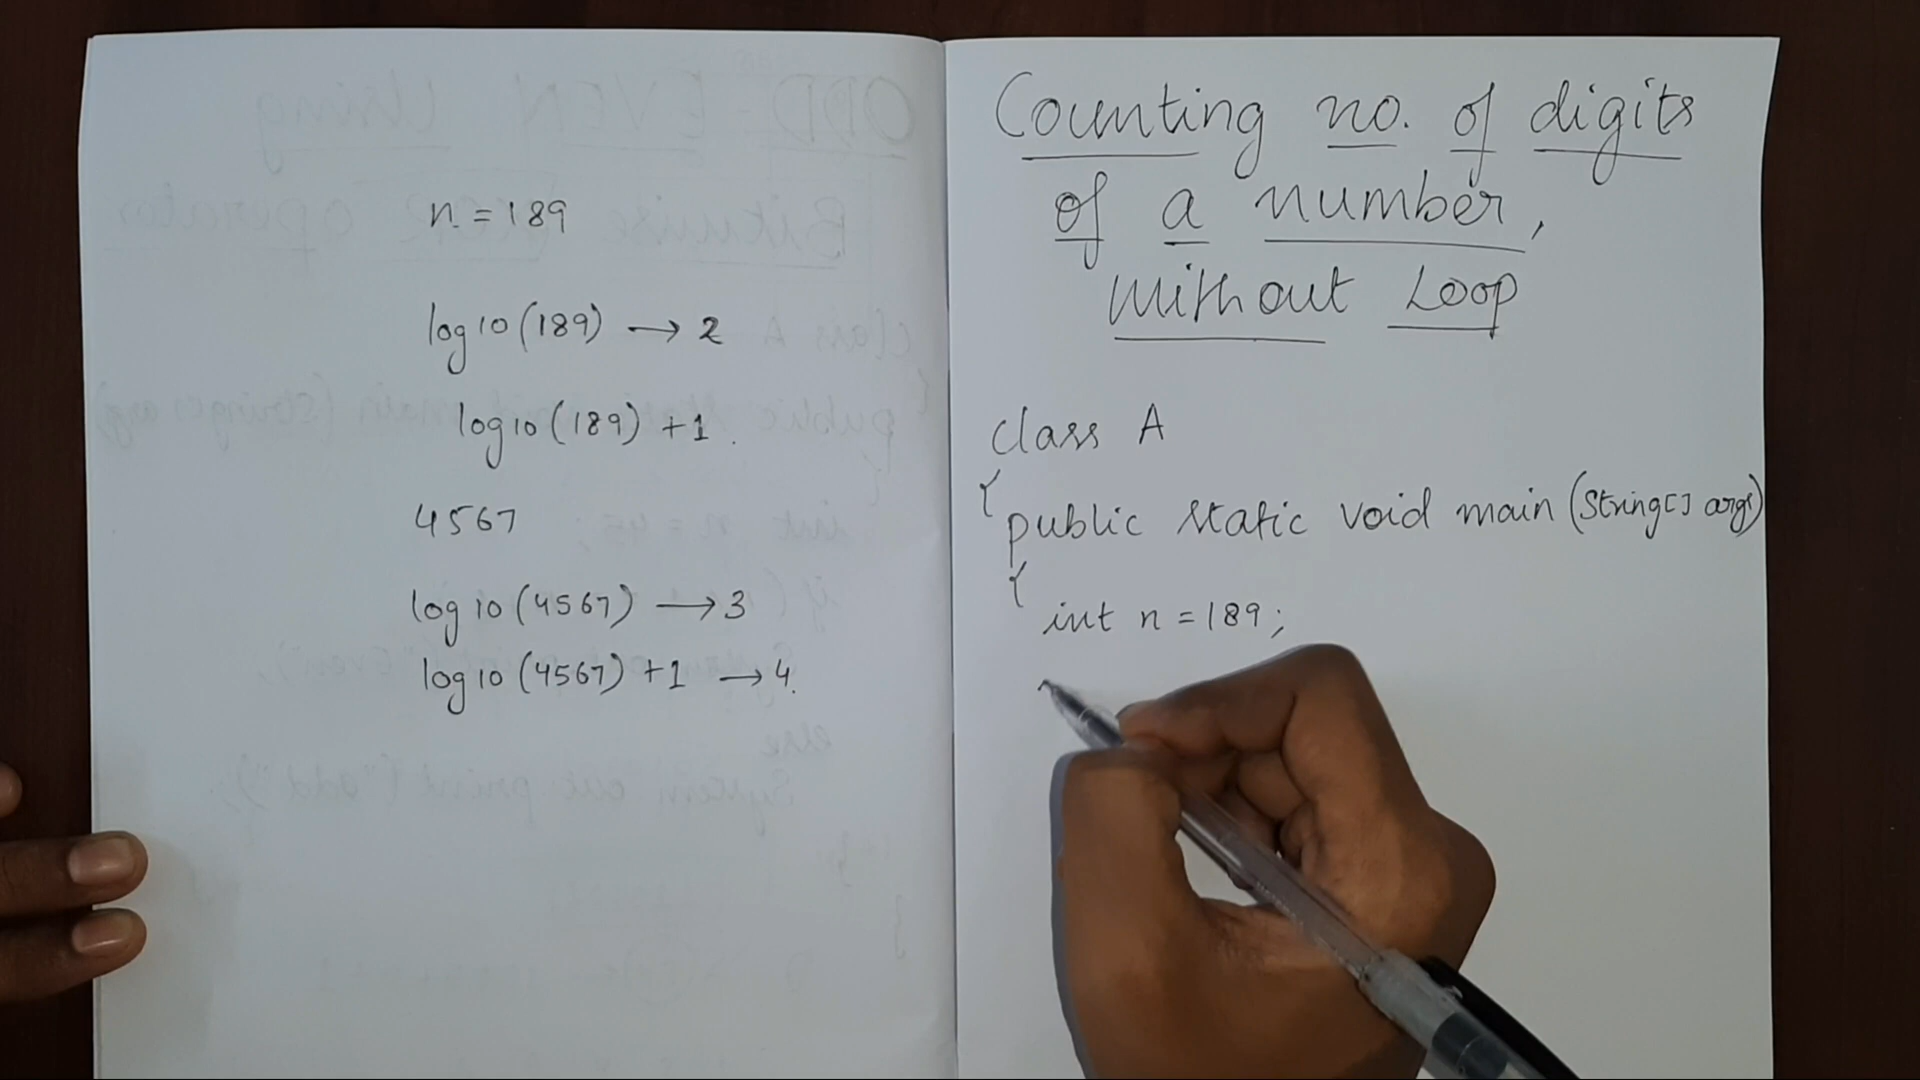 n = 189
log10(189) → 2
log10(189) +1.
4567
log10(4567) → 3
log10(4567) +1 → 4.
Counting no. of digits
of a number,
without Loop
class A
{
public static void main(String[] args)
{
int n = 189;